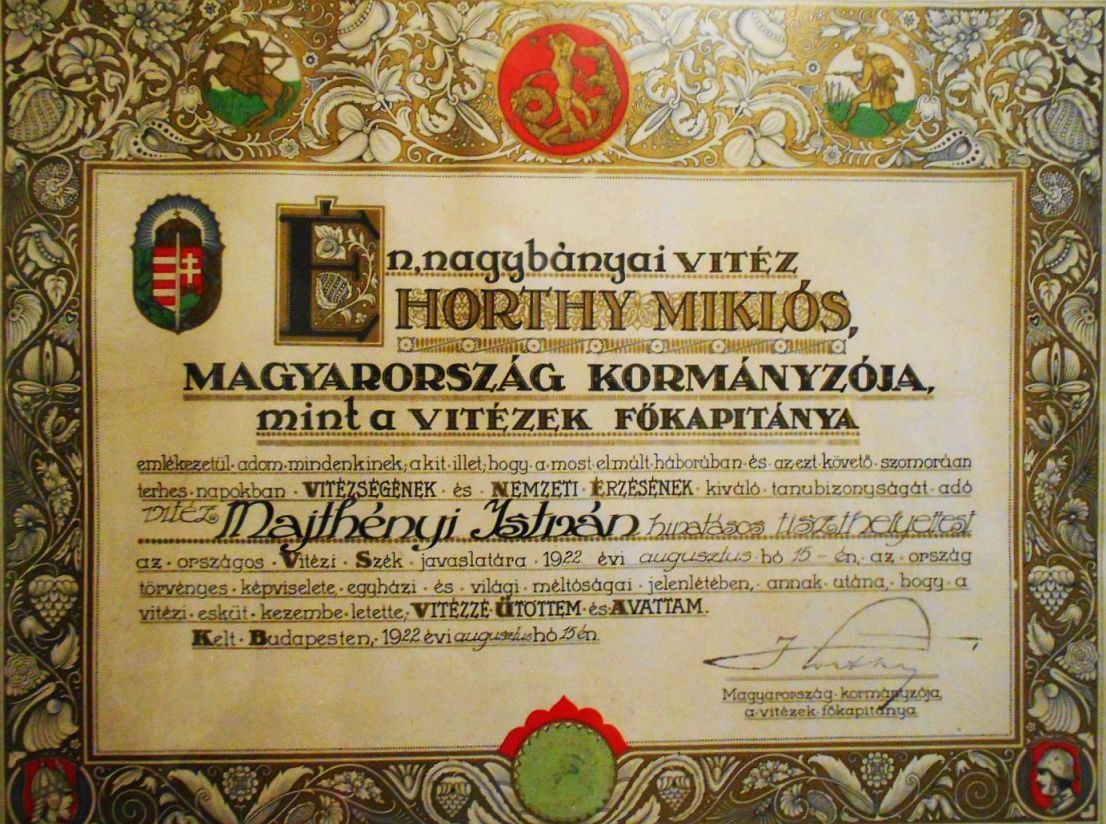 Én, nagybányai VITÉZ,
HORTHY MIKLÓS,
MAGYARORSZÁG KORMÁNYZÓJA,
mint a VITÉZEK FŐKAPITÁNYA
emlékezetül·adom·mindenkinek, akit illet, hogy·a·most elmúlt·háborúban·és·az ezt·követő·szomorúan
terhes·napokban·VITÉZSÉGÉNEK·és·NEMZETI·ÉRZÉSÉNEK·kiváló·tanubizonyságát·adó
vitéz Majthényi István hivatásos tiszthelyettest
az·országos·Vitézi·Szék·javaslatára·1922 évi augusztus hó 15-én, az·ország
törvényes·képviselete, egyházi·és·világi·méltóságai·jelenlétében, annak·utána, hogy·a
vitézi·esküt·kezembe·letette, VITÉZZÉ·ÜTÖTTEM·és·AVATTAM.
Kelt·Budapesten, 1922 évi augusztus hó 15 én
Horthy
Magyarország·kormányzója,
a·vitézek·főkapitánya